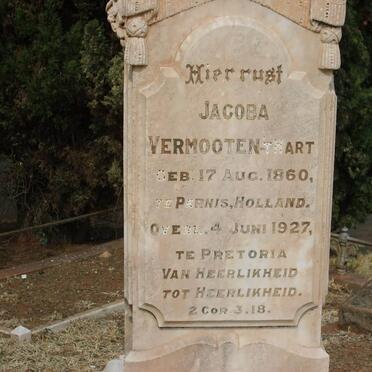 Hier rust
JACOBA
VERMOOTEN-'T HART
GEB. 17 AUG. 1860,
TE PERNIS, HOLLAND.
OVERL. 4 JUNI 1927,
TE PRETORIA
VAN HEERLIKHEID
TOT HEERLIKHEID.
2 COR 3.18.